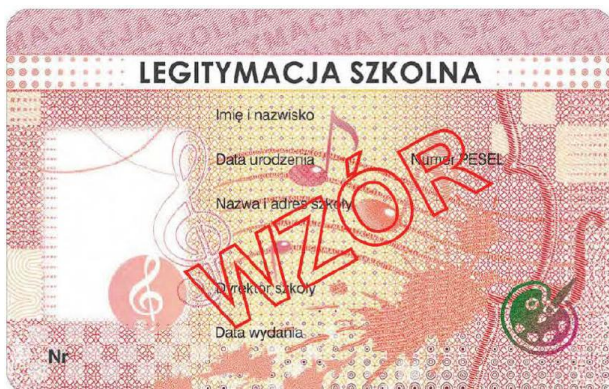 LEGITYMACJA SZKOLNA
Imię i nazwisko
Data urodzenia Numer PESEL
Nazwa i adres szkoły
WZÓR
Dyrektor szkoły
Data wydania
Nr